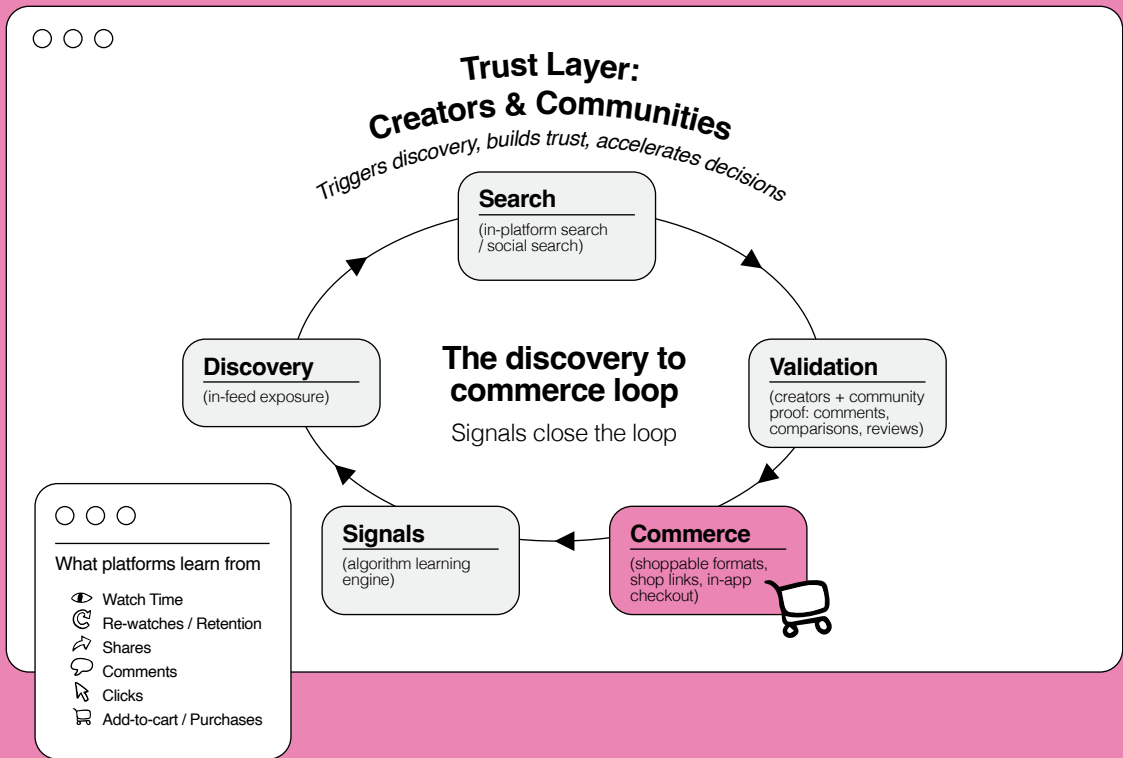 Trust Layer:
Creators & Communities
Triggers discovery, builds trust, accelerates decisions
Search
(in-platform search
/ social search)
Discovery
(in-feed exposure)
The discovery to
commerce loop
Signals close the loop
Validation
(creators + community
proof: comments,
comparisons, reviews)
Signals
(algorithm learning
engine)
Commerce
(shoppable formats,
shop links, in-app
checkout)
What platforms learn from
Watch Time
Re-watches / Retention
Shares
Comments
Clicks
Add-to-cart / Purchases